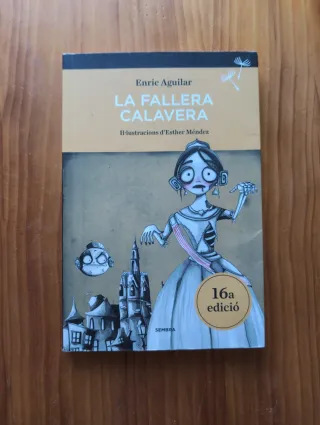 Enric Aguilar
LA FALLERA
CALAVERA
Il·lustracions d'Esther Méndez
16a
edició
SEMBRA